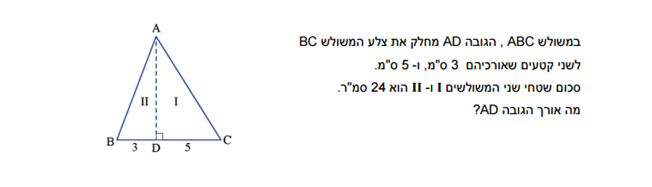 במשולש ABC , הגובה AD מחלק את צלע המשולש BC
לשני קטעים שאורכיהם 3 ס"מ, ו- 5 ס"מ.
סכום שטחי שני המשולשים I ו- II הוא 24 סמ"ר.
מה אורך הגובה AD?
A
II I
B 3 D 5 C